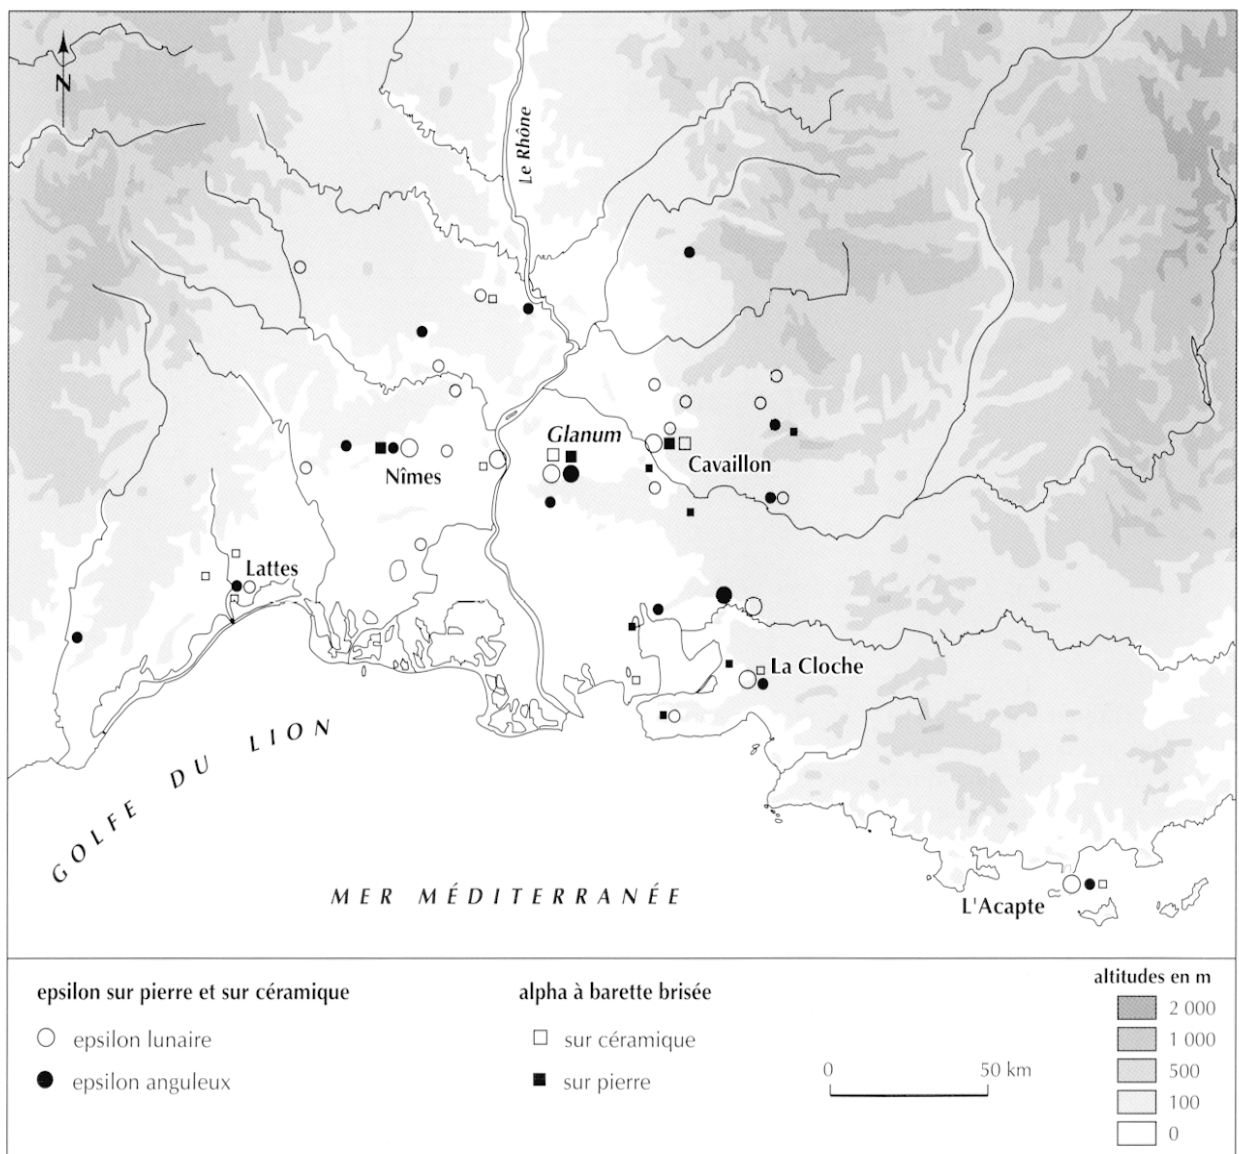 N
Le Rhône
Glanum
Cavaillon
Nîmes
Lattes
La Cloche
GOLFE DU LION
MER MÉDITERRANÉE
L'Acapte
epsilon sur pierre et sur céramique
epsilon lunaire
epsilon anguleux
alpha à barette brisée
sur céramique
sur pierre
0 50 km
altitudes en m
2 000
1 000
500
100
0